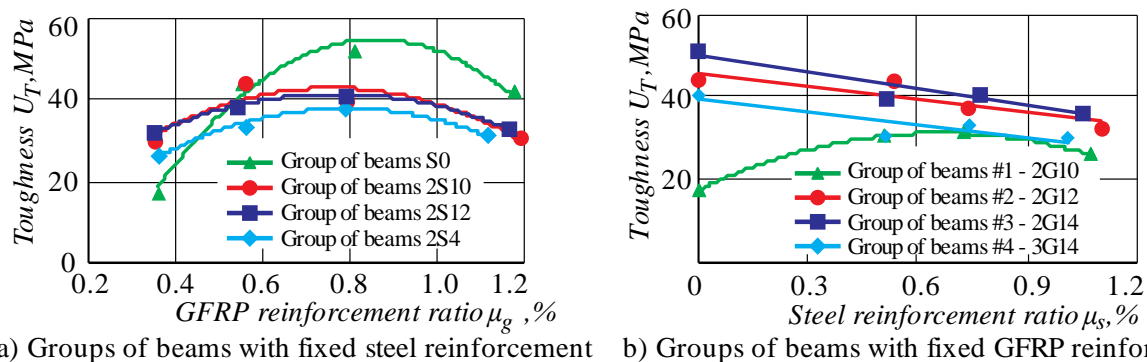 Toughness U_T, MPa
60
40
20
0
Group of beams S0
Group of beams 2S10
Group of beams 2S12
Group of beams 2S4
0.2 0.4 0.6 0.8 1.0 1.2
GFRP reinforcement ratio μ_g ,%
a) Groups of beams with fixed steel reinforcement
Toughness U_T, MPa
60
40
20
Group of beams #1 - 2G10
Group of beams #2 - 2G12
Group of beams #3 - 2G14
Group of beams #4 - 3G14
0 0.3 0.6 0.9 1.2
Steel reinforcement ratio μ_s,%
b) Groups of beams with fixed GFRP reinfo